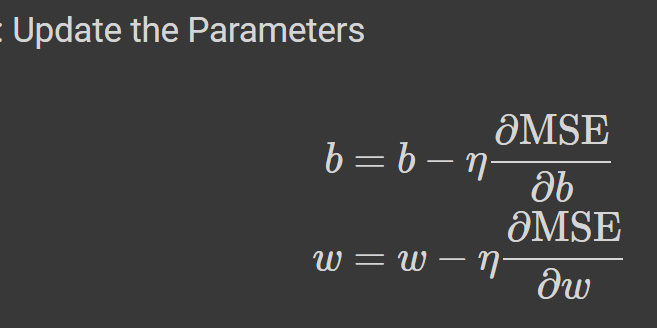 : Update the Parameters
b = b − η ∂MSE/∂b
w = w − η ∂MSE/∂w